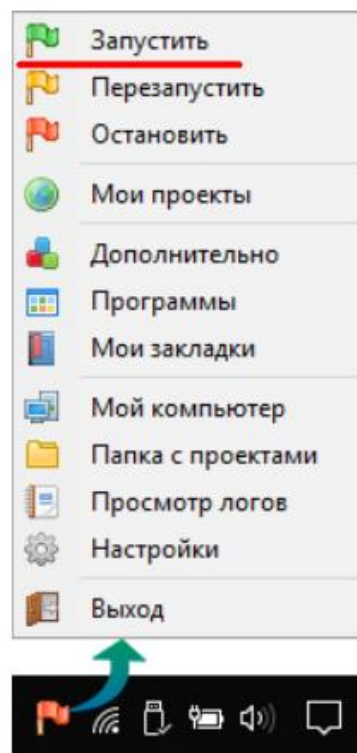 Запустить
Перезапустить
Остановить
Мои проекты
Дополнительно
Программы
Мои закладки
Мой компьютер
Папка с проектами
Просмотр логов
Настройки
Выход